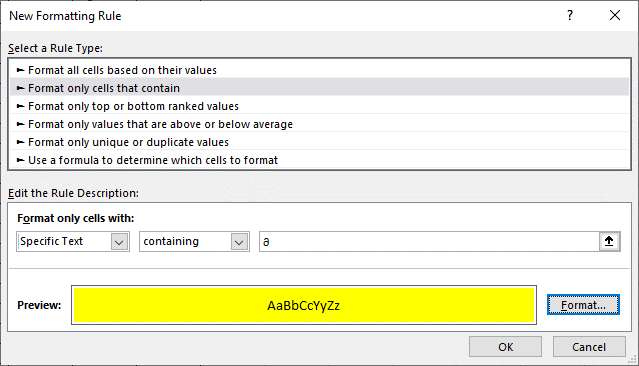 New Formatting Rule
? ×
Select a Rule Type:
► Format all cells based on their values
► Format only cells that contain
► Format only top or bottom ranked values
► Format only values that are above or below average
► Format only unique or duplicate values
► Use a formula to determine which cells to format
Edit the Rule Description:
Format only cells with:
Specific Text containing
Preview: AaBbCcYyZz Format...
OK Cancel